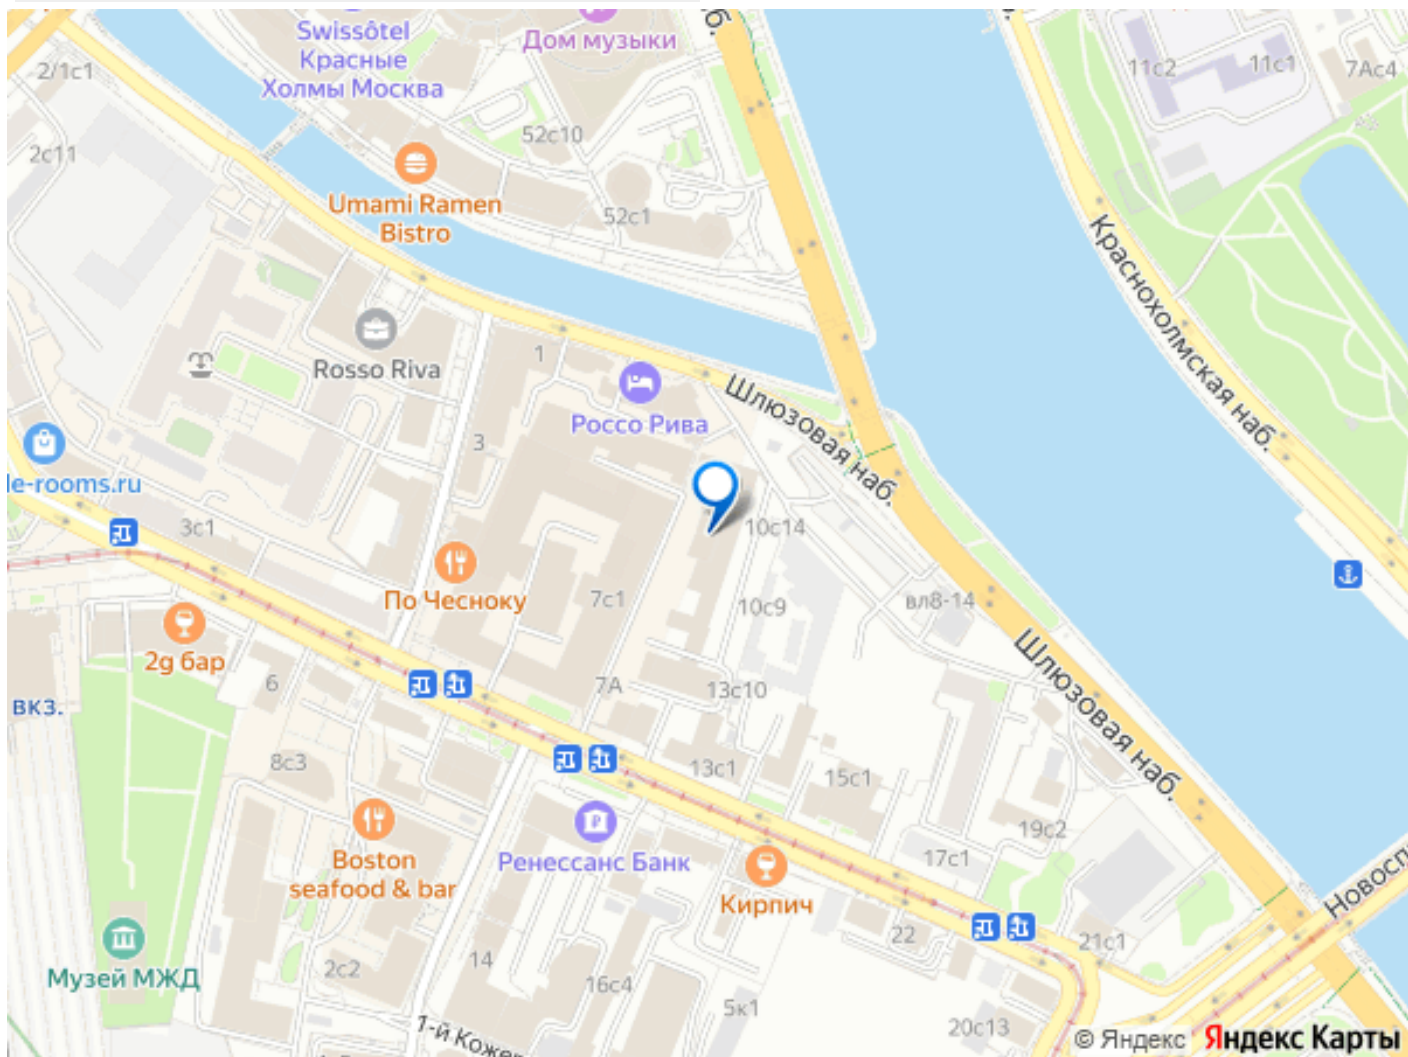 Swissôtel
Красные
Холмы Москва
Дом музыки
наб.
2/1с1
2с11
11с2
11с1
7Ас4
52с10
Umami Ramen
Bistro
52с1
Краснохолмская наб.
Rosso Riva
1
Россо Рива
Шлюзовая наб.
3
le-rooms.ru
3с1
10с14
По Чесноку
7с1
10с9
вл8-14
2g бар
6
7А
13с10
Шлюзовая наб.
вкз.
8с3
13с1
15с1
19с2
17с1
Boston
seafood & bar
Ренессанс Банк
Кирпич
Новосп
22
21с1
Музей МЖД
2с2
14
16с4
5к1
20с13
1-й Кожев
© Яндекс Яндекс Карты